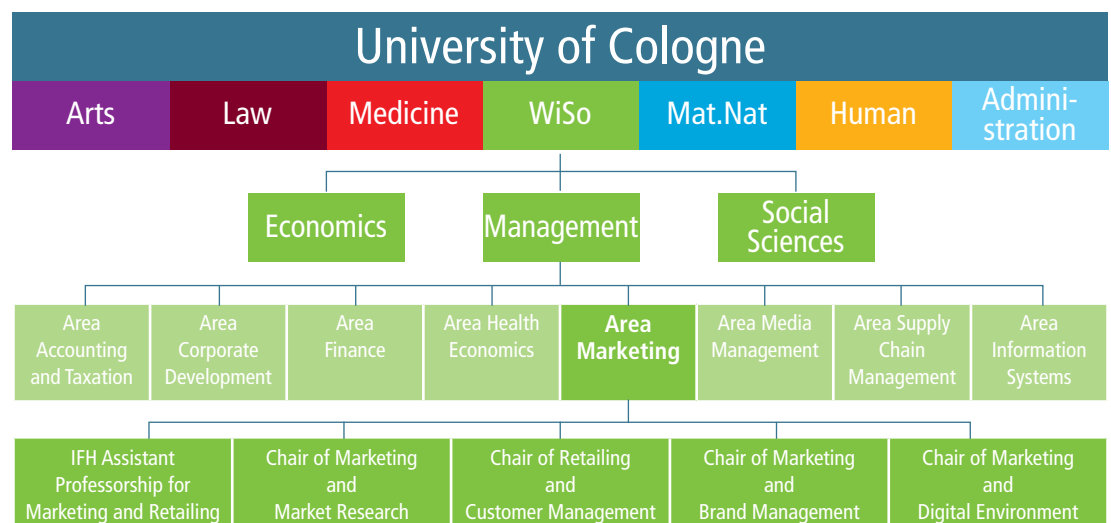 University of Cologne
Arts
Law
Medicine
WiSo
Mat.Nat
Human
Admini-
stration
Economics
Management
Social
Sciences
Area
Accounting
and Taxation
Area
Corporate
Development
Area
Finance
Area Health
Economics
Area
Marketing
Area Media
Management
Area Supply
Chain
Management
Area
Information
Systems
IFH Assistant
Professorship for
Marketing and Retailing
Chair of Marketing
and
Market Research
Chair of Retailing
and
Customer Management
Chair of Marketing
and
Brand Management
Chair of Marketing
and
Digital Environment